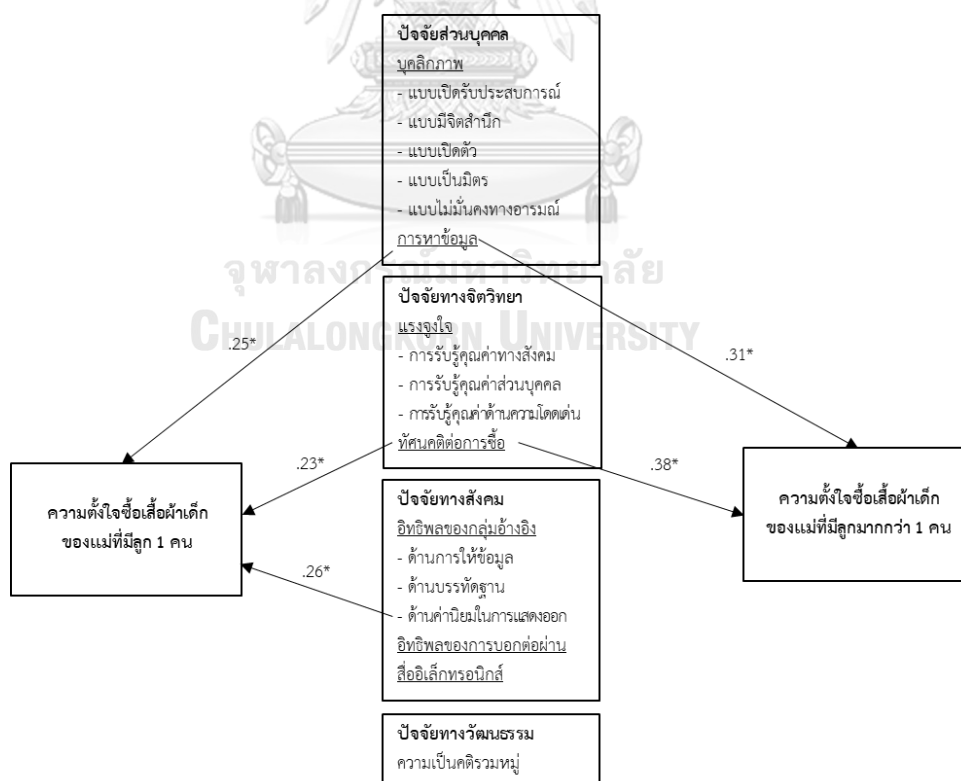 ปัจจัยส่วนบุคคล
บุคลิกภาพ
- แบบเปิดรับประสบการณ์
- แบบมีจิตสำนึก
- แบบเปิดตัว
- แบบเป็นมิตร
- แบบไม่มั่นคงทางอารมณ์
การหาข้อมูล
จุฬาลงกรณ์มหาวิทยาลัย
CHULALONGKORN UNIVERSITY
ปัจจัยทางจิตวิทยา
แรงจูงใจ
- การรับรู้คุณค่าทางสังคม
- การรับรู้คุณค่าส่วนบุคคล
- การรับรู้คุณค่าด้านความโดดเด่น
ทัศนคติต่อการซื้อ
.25*
.31*
.23*
.38*
ความตั้งใจซื้อเสื้อผ้าเด็ก
ของแม่ที่มีลูก 1 คน
ความตั้งใจซื้อเสื้อผ้าเด็ก
ของแม่ที่มีลูกมากกว่า 1 คน
ปัจจัยทางสังคม
อิทธิพลของกลุ่มอ้างอิง
- ด้านการให้ข้อมูล
- ด้านบรรทัดฐาน
- ด้านค่านิยมในการแสดงออก
อิทธิพลของการบอกต่อผ่าน
สื่ออิเล็กทรอนิกส์
.26*
ปัจจัยทางวัฒนธรรม
ความเป็นคติรวมหมู่